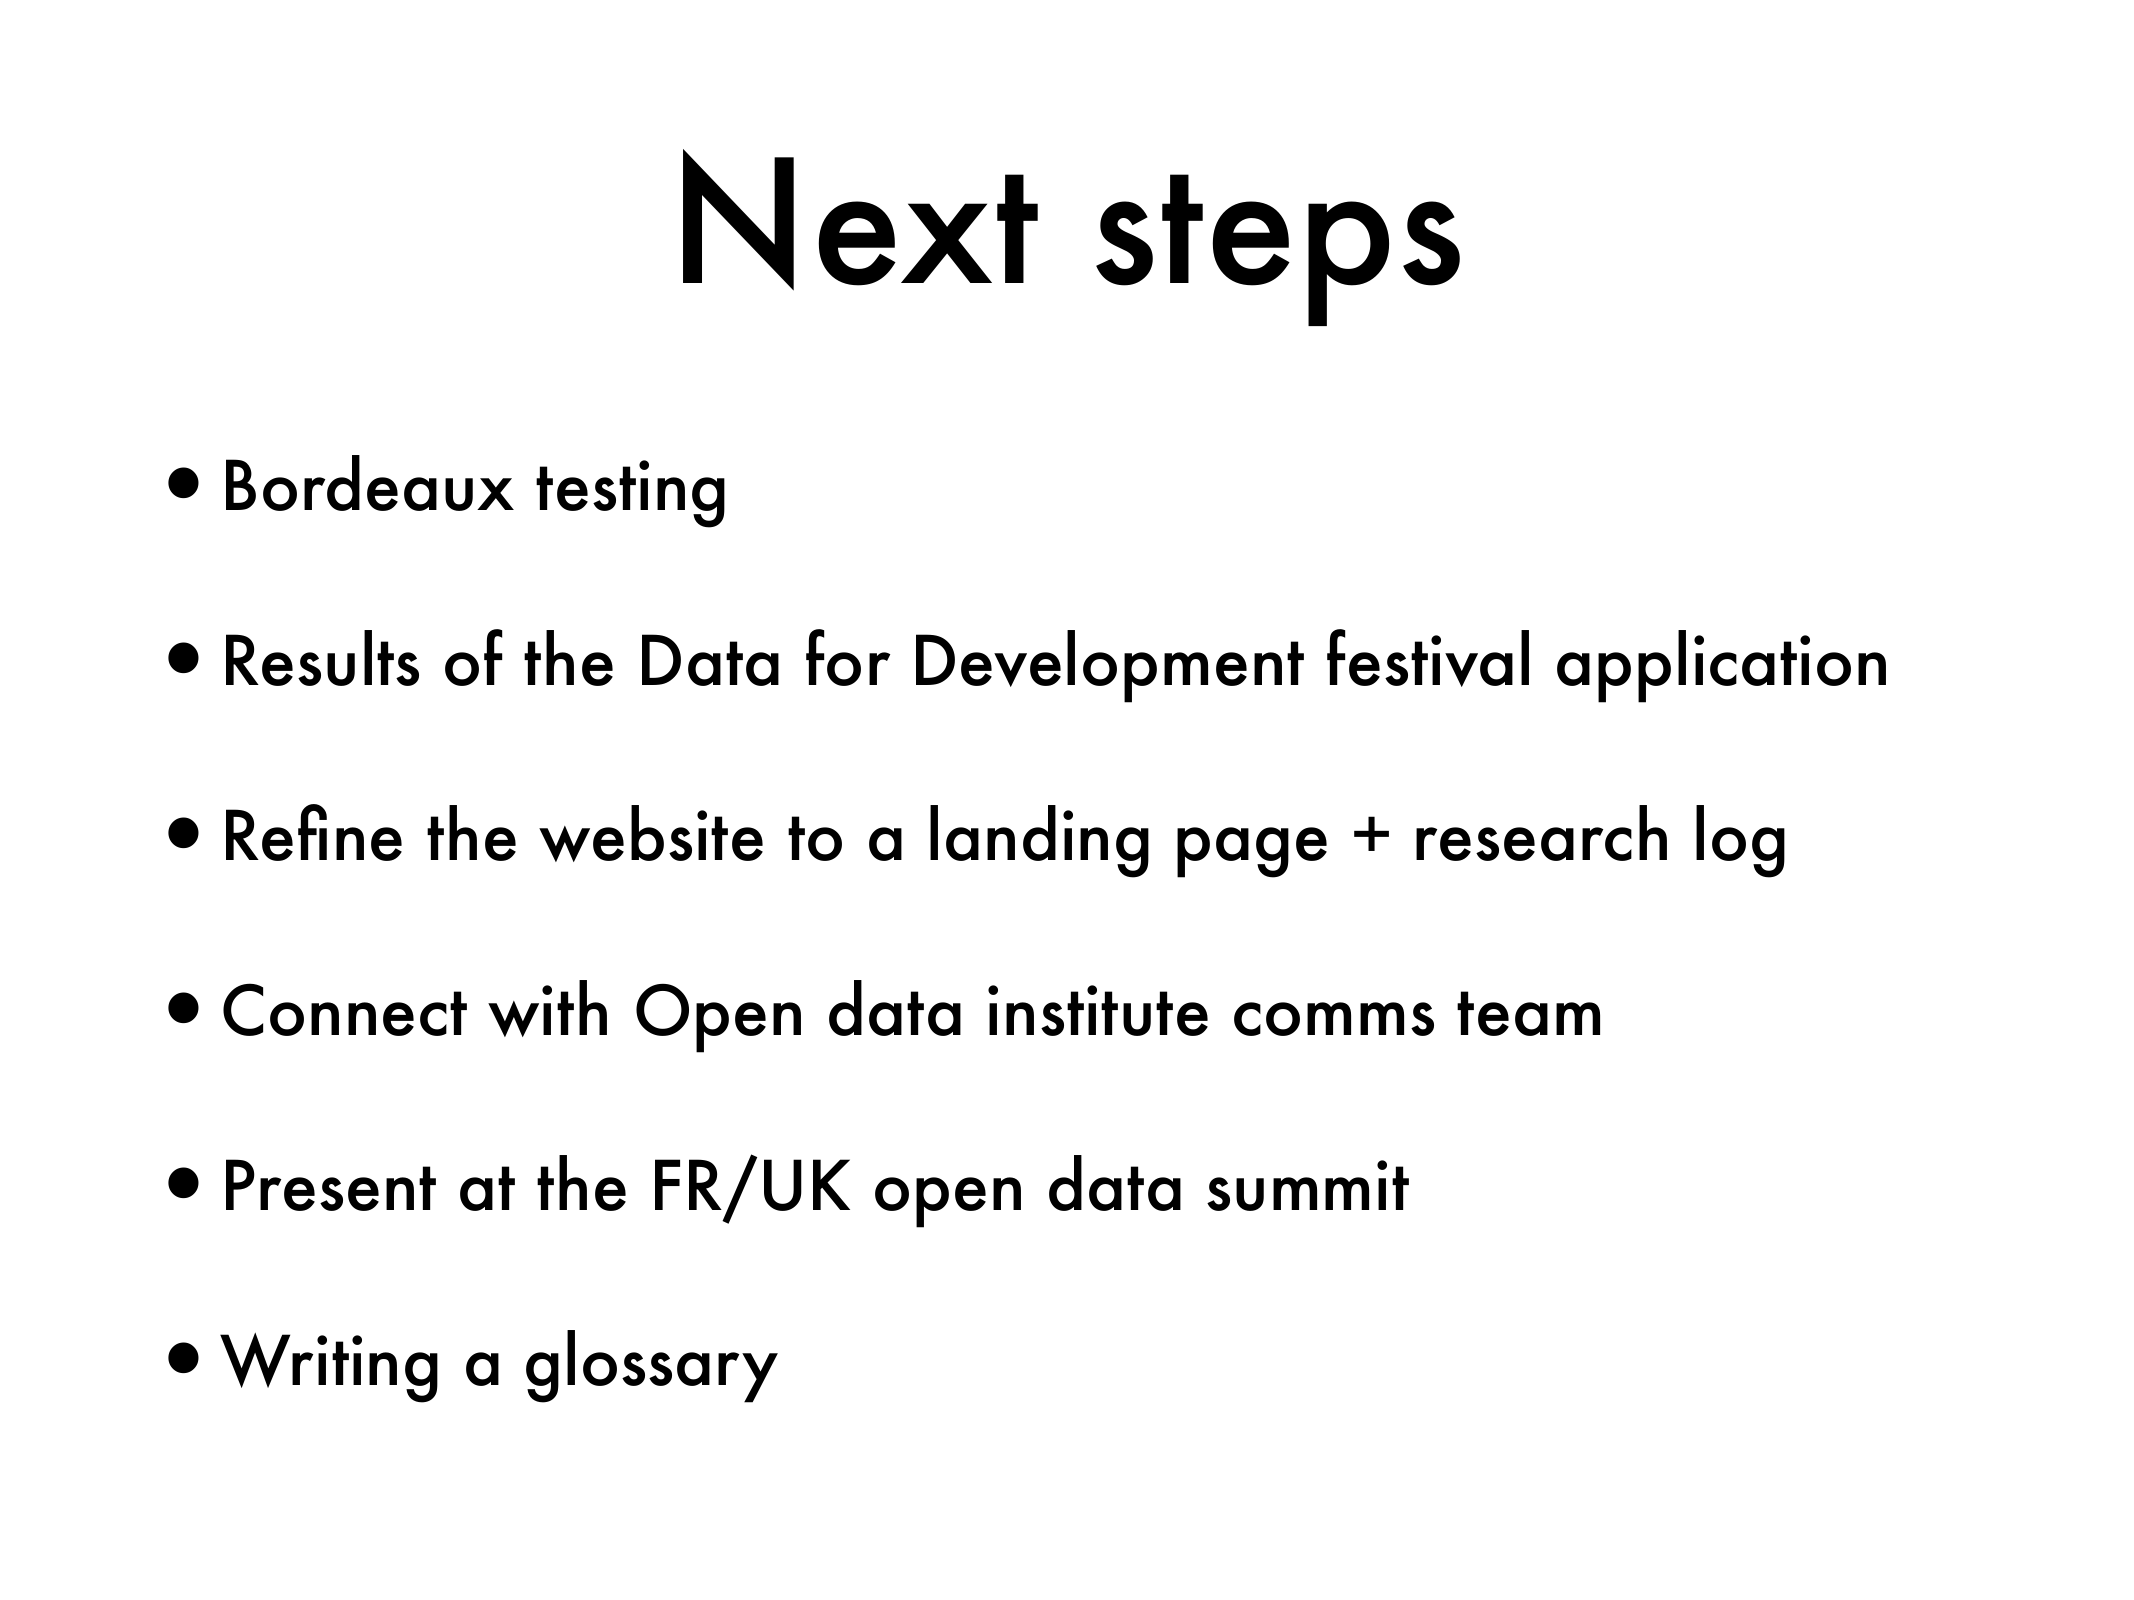 Next steps
• Bordeaux testing
• Results of the Data for Development festival application
• Refine the website to a landing page + research log
• Connect with Open data institute comms team
• Present at the FR/UK open data summit
• Writing a glossary